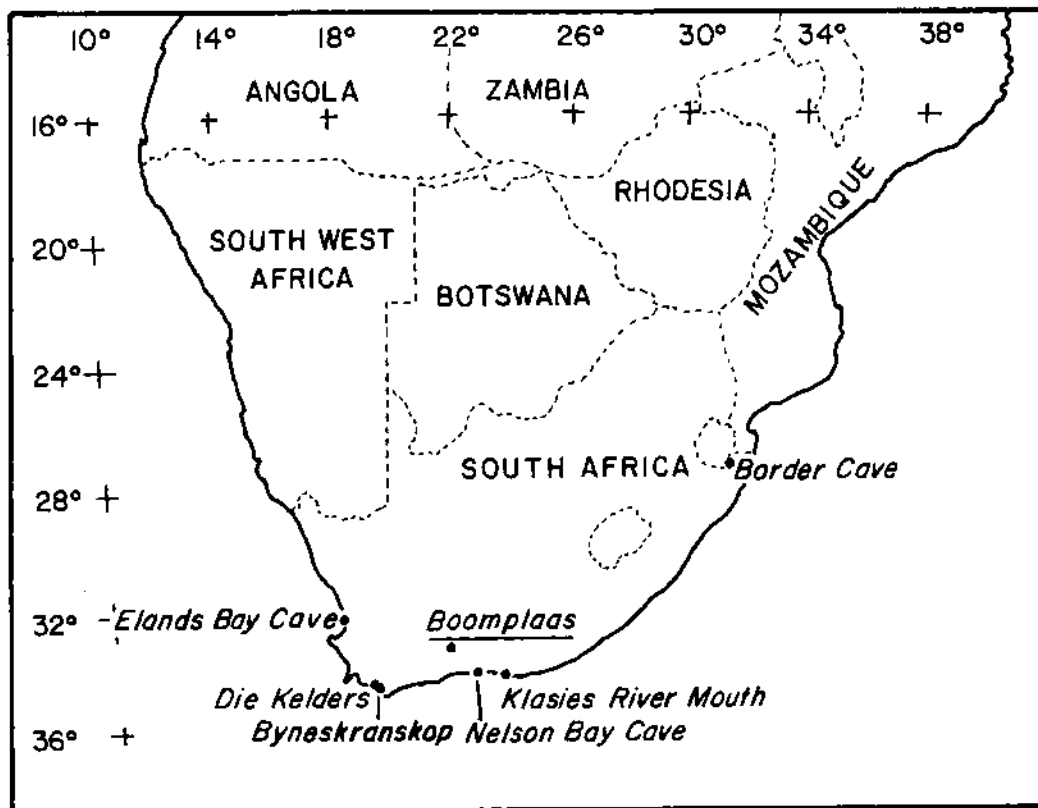 10° 14° 18° 22° 26° 30° 34° 38°
ANGOLA ZAMBIA
16°
RHODESIA
MOZAMBIQUE
20° SOUTH WEST
AFRICA
BOTSWANA
24°
SOUTH AFRICA Border Cave
28°
32° Elands Bay Cave Boomplaas
Die Kelders Klasies River Mouth
36° Byneskranskop Nelson Bay Cave